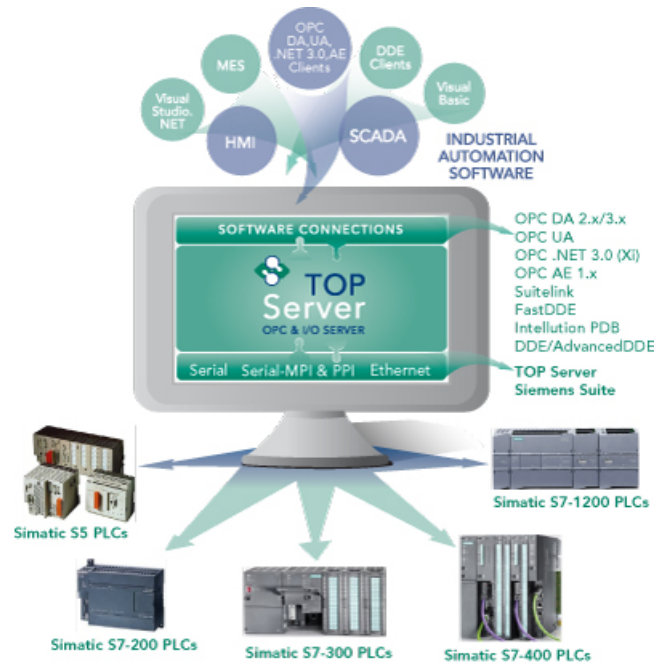 OPC
DA,UA,
.NET 3.0,AE
Clients
MES
DDE
Clients
Visual
Studio.
NET
Visual
Basic
HMI
SCADA
INDUSTRIAL
AUTOMATION
SOFTWARE
SOFTWARE CONNECTIONS
TOP
Server
OPC & I/O SERVER
Serial Serial-MPI & PPI Ethernet
OPC DA 2.x/3.x
OPC UA
OPC .NET 3.0 (Xi)
OPC AE 1.x
Suitelink
FastDDE
Intellution PDB
DDE/AdvancedDDE
TOP Server
Siemens Suite
Simatic S5 PLCs
Simatic S7-1200 PLCs
Simatic S7-200 PLCs
Simatic S7-300 PLCs
Simatic S7-400 PLCs